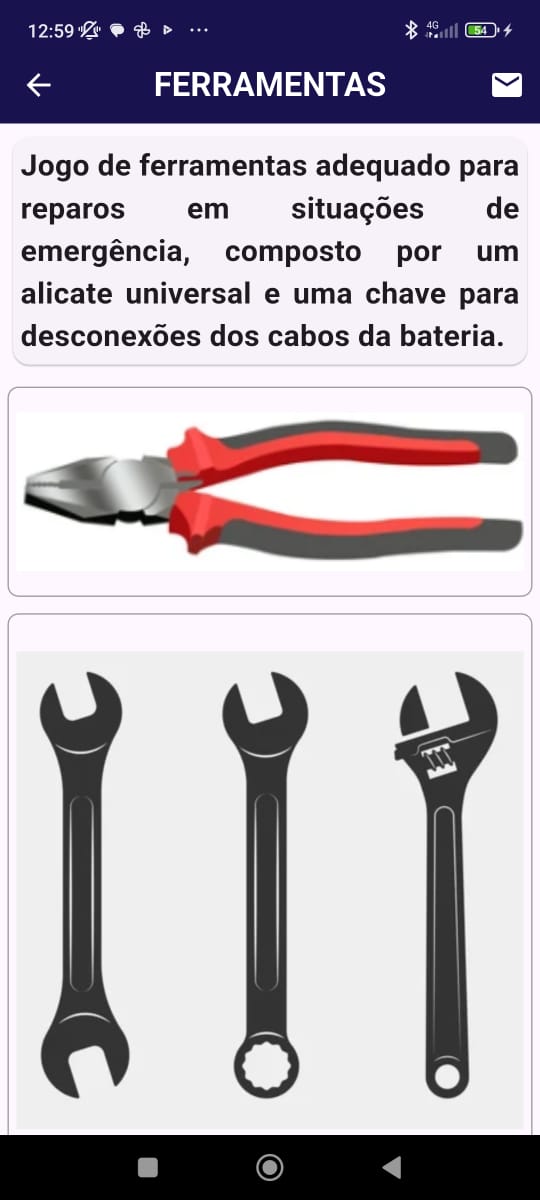 12:59
4G
54
FERRAMENTAS
Jogo de ferramentas adequado para
reparos em situações de
emergência, composto por um
alicate universal e uma chave para
desconexões dos cabos da bateria.